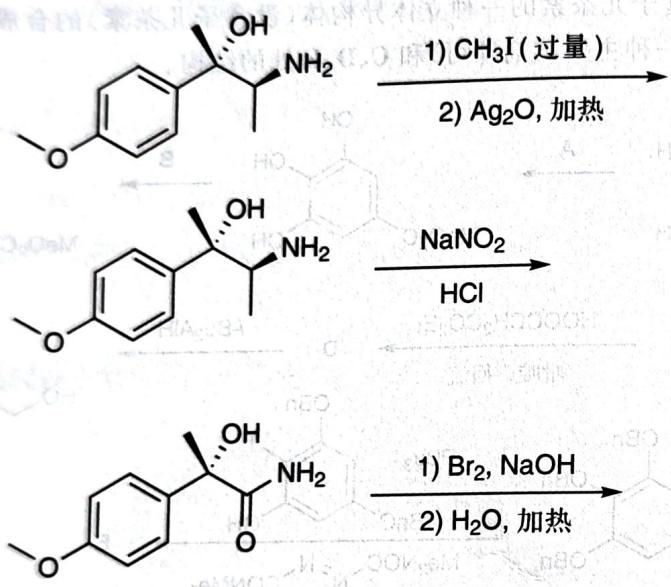 OH
NH₂
O
1) CH₃I(过量)
2) Ag₂O, 加热
OH
NH₂
O
NaNO₂
HCl
OH
NH₂
O
O
1) Br₂, NaOH
2) H₂O, 加热